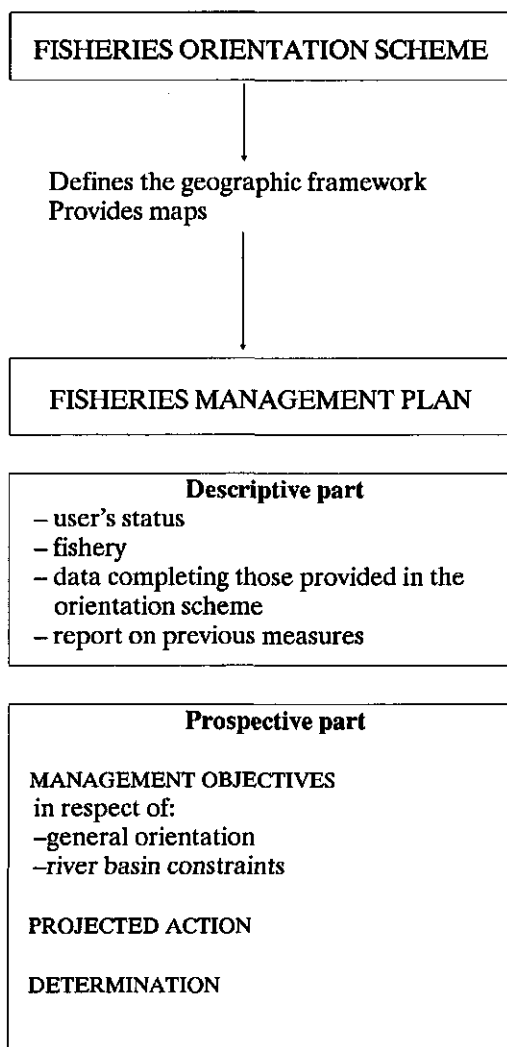 FISHERIES ORIENTATION SCHEME
Defines the geographic framework
Provides maps
FISHERIES MANAGEMENT PLAN
Descriptive part
– user's status
– fishery
– data completing those provided in the
orientation scheme
– report on previous measures
Prospective part
MANAGEMENT OBJECTIVES
in respect of:
–general orientation
–river basin constraints
PROJECTED ACTION
DETERMINATION